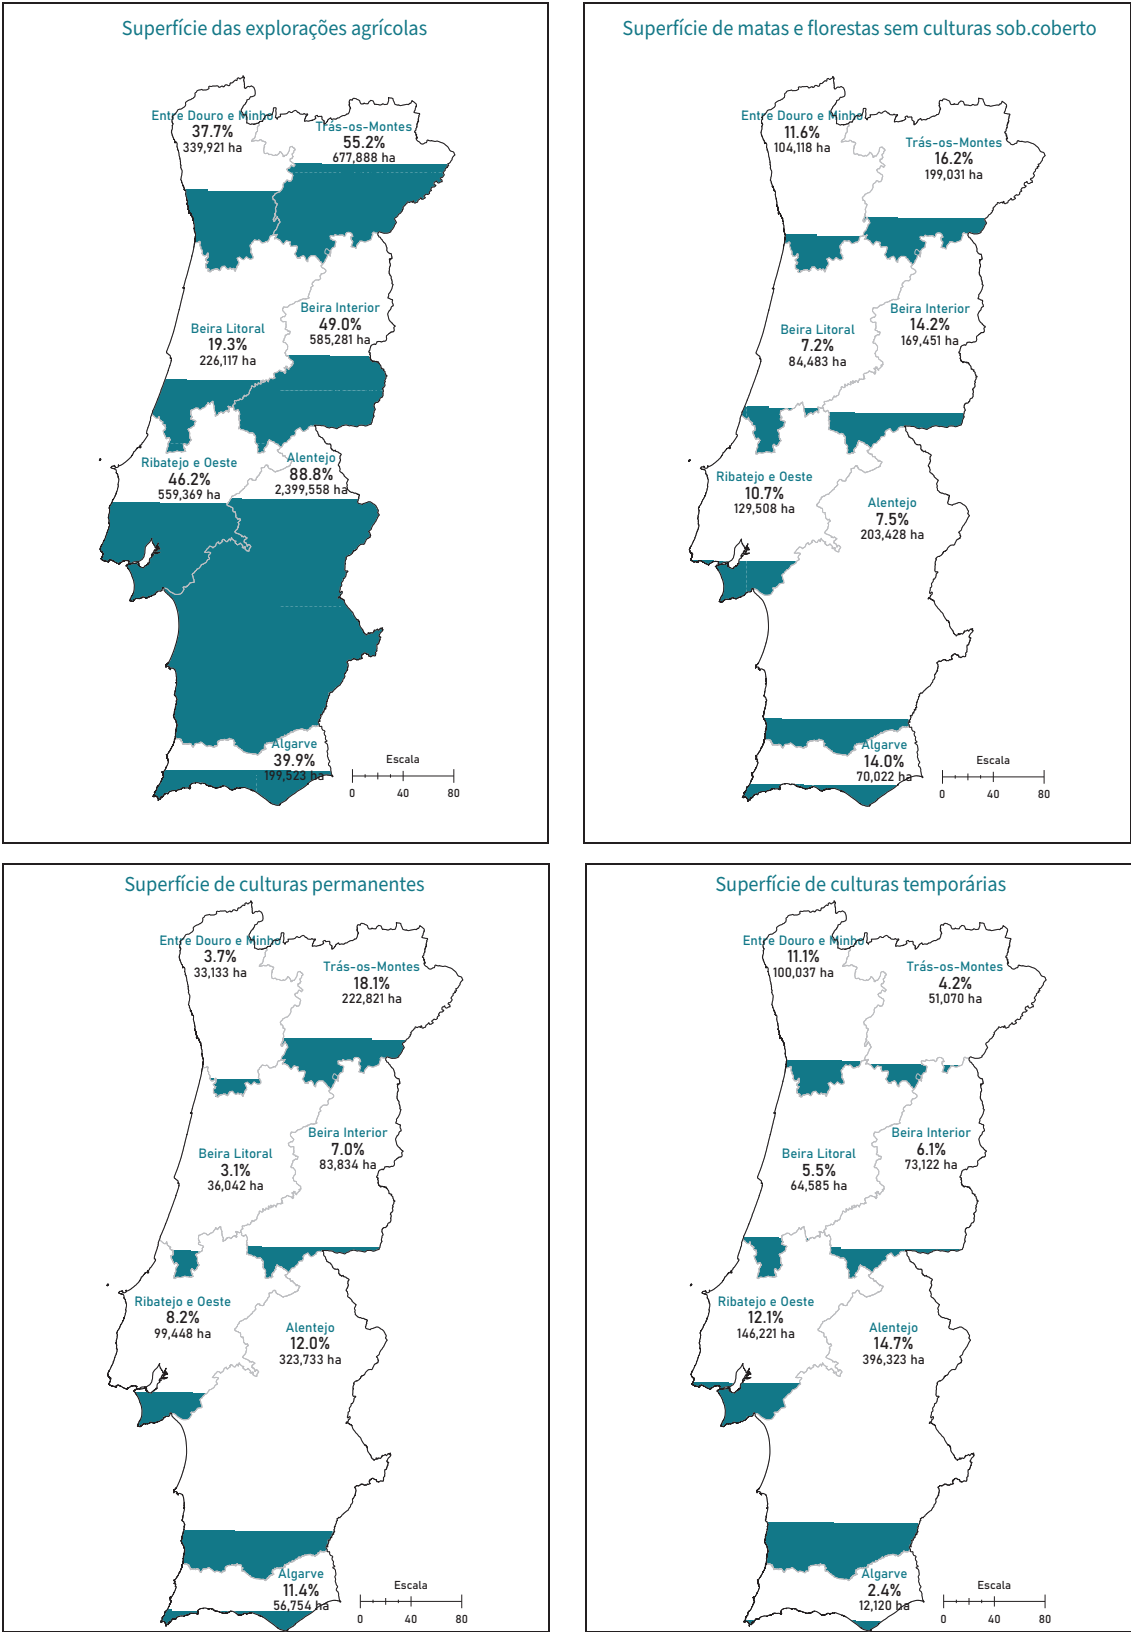 Superfície das explorações agrícolas
Entre Douro e Minho
37.7%
339,921 ha
Trás-os-Montes
55.2%
677,888 ha
Beira Litoral
19.3%
226,117 ha
Beira Interior
49.0%
585,281 ha
Ribatejo e Oeste
46.2%
559,369 ha
Alentejo
88.8%
2,399,558 ha
Algarve
39.9%
199,523 ha
Escala
0 40 80
Superfície de matas e florestas sem culturas sob.coberto
Entre Douro e Minho
11.6%
104,118 ha
Trás-os-Montes
16.2%
199,031 ha
Beira Litoral
7.2%
84,483 ha
Beira Interior
14.2%
169,451 ha
Ribatejo e Oeste
10.7%
129,508 ha
Alentejo
7.5%
203,428 ha
Algarve
14.0%
70,022 ha
Escala
0 40 80
Superfície de culturas permanentes
Entre Douro e Minho
3.7%
33,133 ha
Trás-os-Montes
18.1%
222,821 ha
Beira Litoral
3.1%
36,042 ha
Beira Interior
7.0%
83,834 ha
Ribatejo e Oeste
8.2%
99,448 ha
Alentejo
12.0%
323,733 ha
Algarve
11.4%
56,754 ha
Escala
0 40 80
Superfície de culturas temporárias
Entre Douro e Minho
11.1%
100,037 ha
Trás-os-Montes
4.2%
51,070 ha
Beira Litoral
5.5%
64,585 ha
Beira Interior
6.1%
73,122 ha
Ribatejo e Oeste
12.1%
146,221 ha
Alentejo
14.7%
396,323 ha
Algarve
2.4%
12,120 ha
Escala
0 40 80